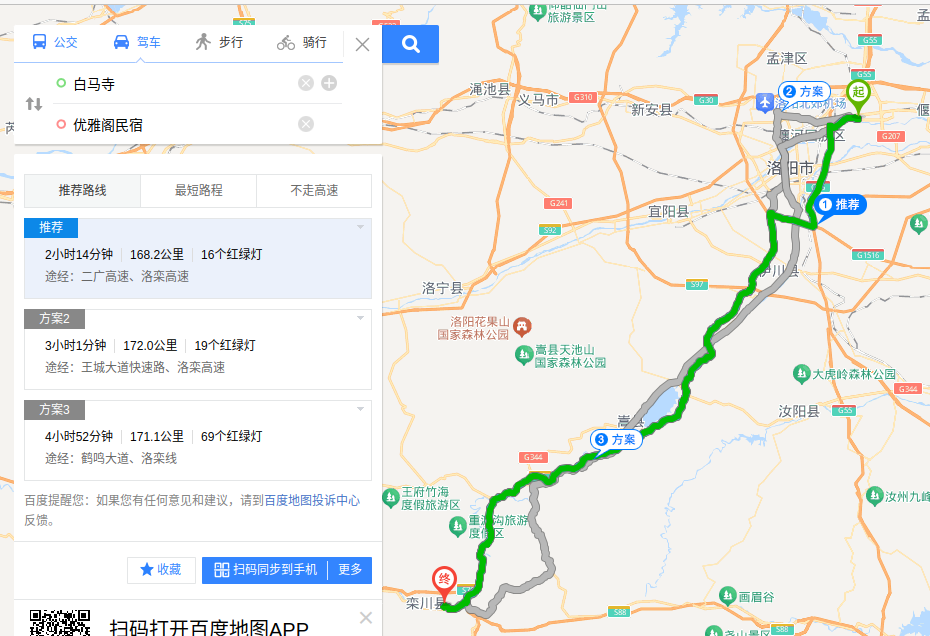 公交
驾车
步行
骑行
白马寺
优雅阁民宿
推荐路线
最短路程
不走高速
推荐
2小时14分钟 168.2公里 16个红绿灯
途经：二广高速、洛栾高速
方案2
3小时1分钟 172.0公里 19个红绿灯
途经：王城大道快速路、洛栾高速
方案3
4小时52分钟 171.1公里 69个红绿灯
途经：鹤鸣大道、洛栾线
百度提醒您：如果您有任何意见和建议，请到百度地图投诉中心
反馈。
收藏
扫码同步到手机
更多
扫码打开百度地图APP
旅游景区
孟津区
G55
G55
2 方案
起
洛阳北郊机场
渑池县
义马市
G310
新安县
G30
G207
洛阳市
1 推荐
G241
宜阳县
S92
G1516
伊川县
S97
洛宁县
洛阳花果山
国家森林公园
嵩县天池山
国家森林公园
大虎岭森林公园
G344
汝阳县
G55
3 方案
G344
王府竹海
度假旅游区
重渡沟旅游
度假区
汝州九峰
终
栾川县
画眉谷
S88
S88